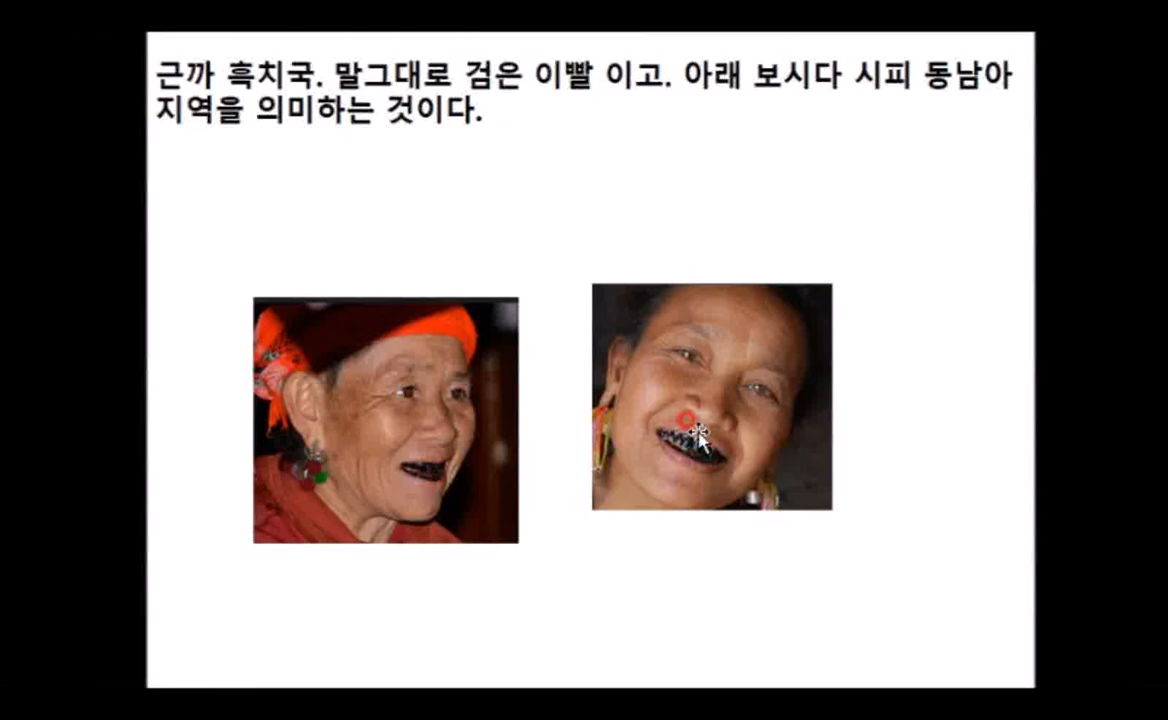 근까 흑치국. 말그대로 검은 이빨 이고. 아래 보시다 시피 동남아
지역을 의미하는 것이다.